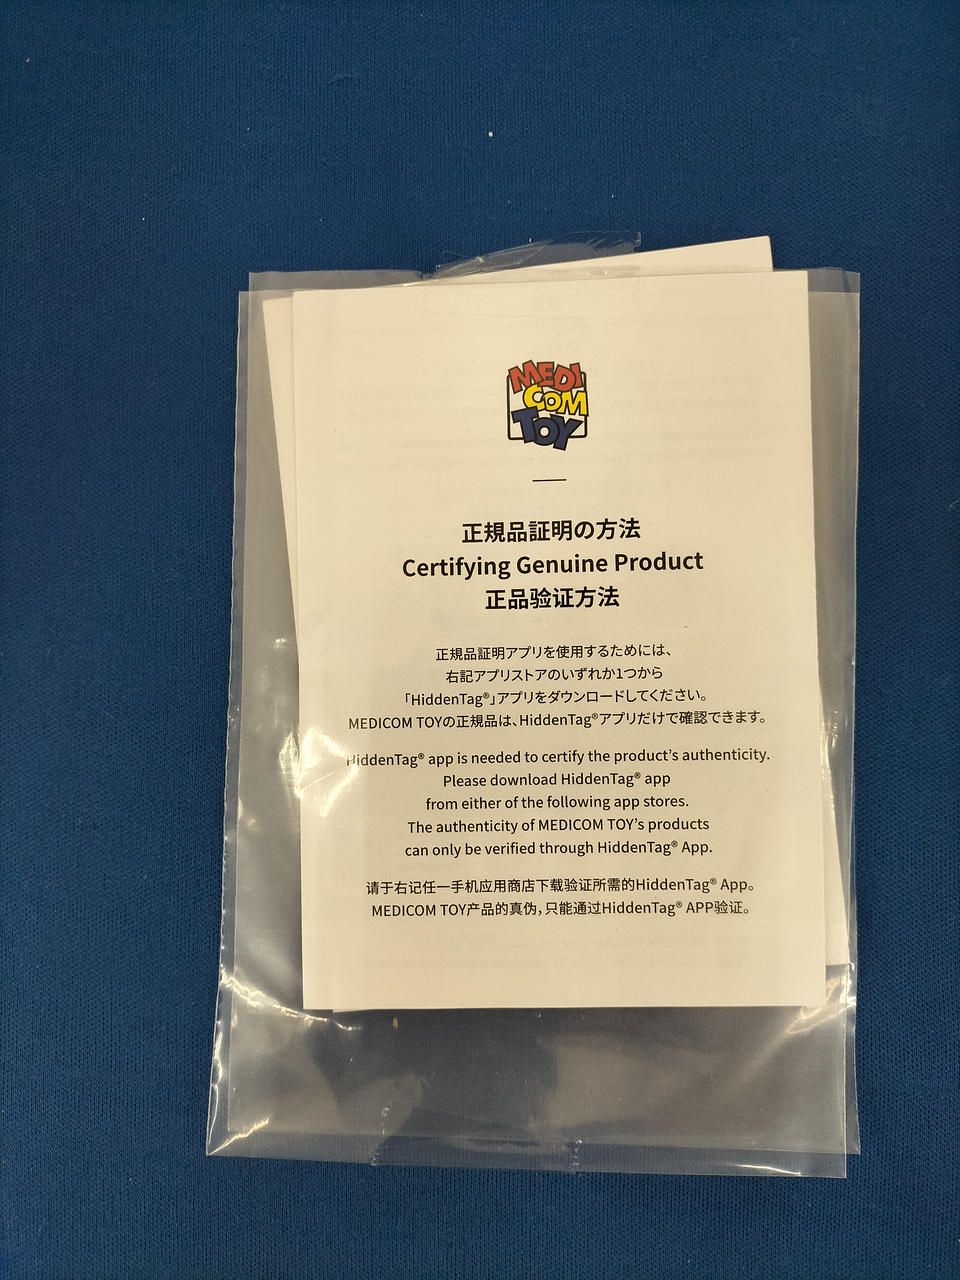 MEDI
COM
TOY
正規品証明の方法
Certifying Genuine Product
正品验证方法
正規品証明アプリを使用するためには、
右記アプリストアのいずれか1つから
「HiddenTag®」アプリをダウンロードしてください。
MEDICOM TOYの正規品は、HiddenTag®アプリだけで確認できます。
HiddenTag® app is needed to certify the product's authenticity.
Please download HiddenTag® app
from either of the following app stores.
The authenticity of MEDICOM TOY's products
can only be verified through HiddenTag® App.
请于右记任一手机应用商店下载验证所需的HiddenTag® App。
MEDICOM TOY产品的真伪，只能通过HiddenTag® APP验证。